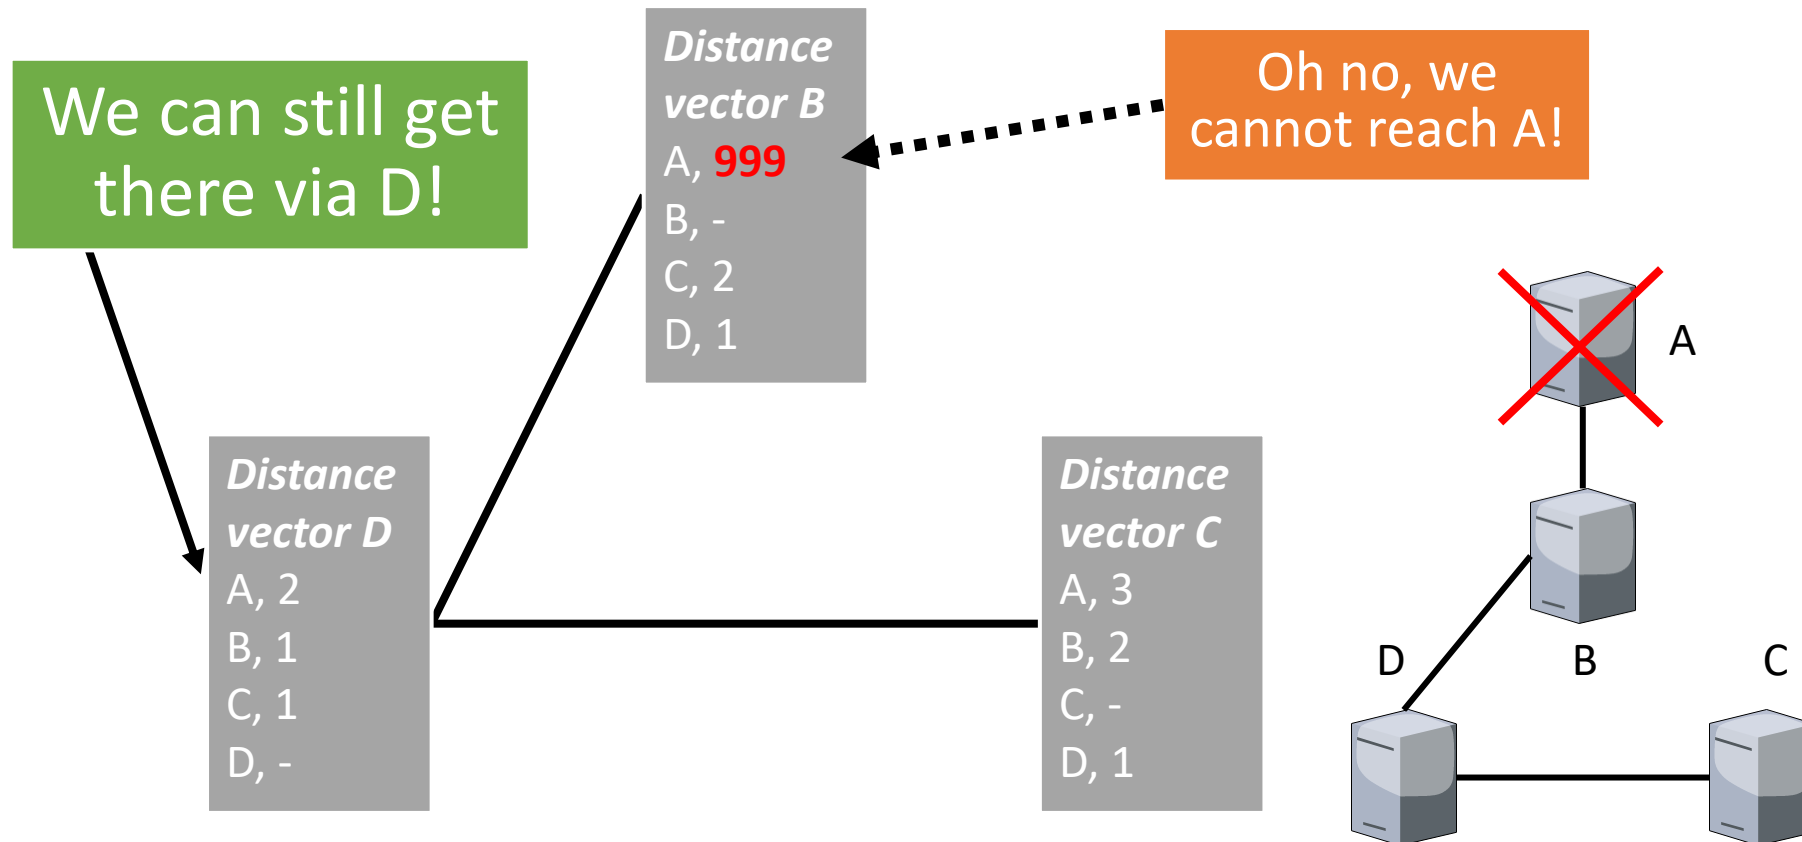 We can still get
there via D!
Distance
vector B
A, 999
B, -
C, 2
D, 1
Oh no, we
cannot reach A!
Distance
vector D
A, 2
B, 1
C, 1
D, -
Distance
vector C
A, 3
B, 2
C, -
D, 1
A
D
B
C